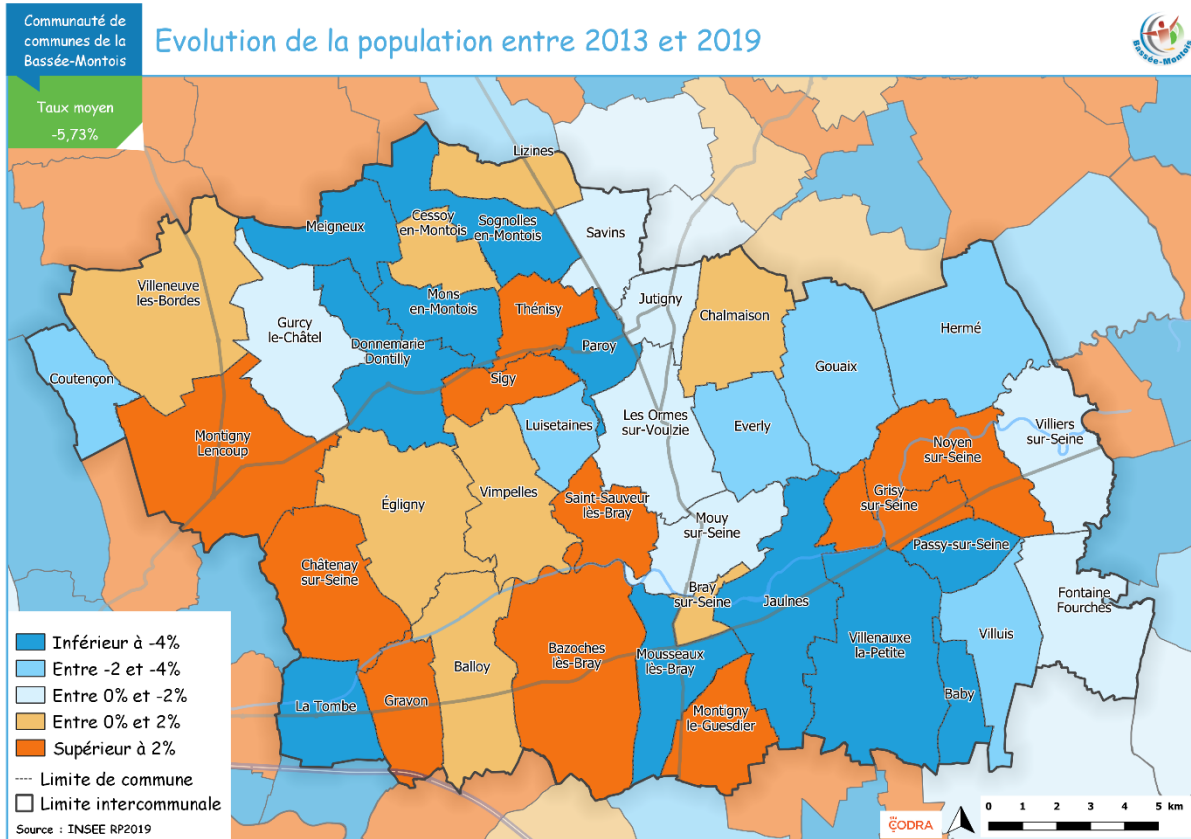 Communauté de
communes de la
Bassée-Montois
Evolution de la population entre 2013 et 2019
Bassée-Montois
Taux moyen
-5,73%
Lizines
Meigneux
Cessoy
en-Montois
Sognolles
en-Montois
Savins
Villeneuve
les-Bordes
Mons
en-Montois
Thénisy
Jutigny
Chalmaison
Hermé
Gurcy
le-Châtel
Donnemarie
Dontilly
Paroy
Gouaix
Coutençon
Sigy
Luisetaines
Les Ormes
sur-Voulzie
Everly
Villiers
sur-Seine
Montigny
Lencoup
Noyen
sur-Seine
Égligny
Vimpelles
Saint-Sauveur
lès-Bray
Grisy
sur-Seine
Mouy
sur-Seine
Passy-sur-Seine
Châtenay
sur-Seine
Bray
sur-Seine
Jaulnes
Fontaine
Fourches
Villenauxe
la-Petite
Villuis
Balloy
Bazoches
lès-Bray
Mousseaux
lès-Bray
La Tombe
Gravon
Baby
Montigny
le-Guesdier
Inférieur à -4%
Entre -2 et -4%
Entre 0% et -2%
Entre 0% et 2%
Supérieur à 2%
Limite de commune
Limite intercommunale
Source : INSEE RP2019
CODRA
0 1 2 3 4 5 km